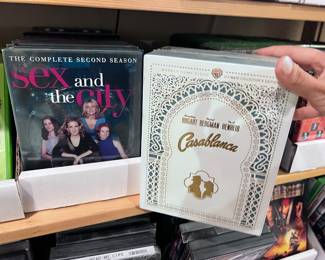 THE COMPLETE SECOND SEASON
sex and
the city
BOGART BERGMAN HENREID
Casablanca